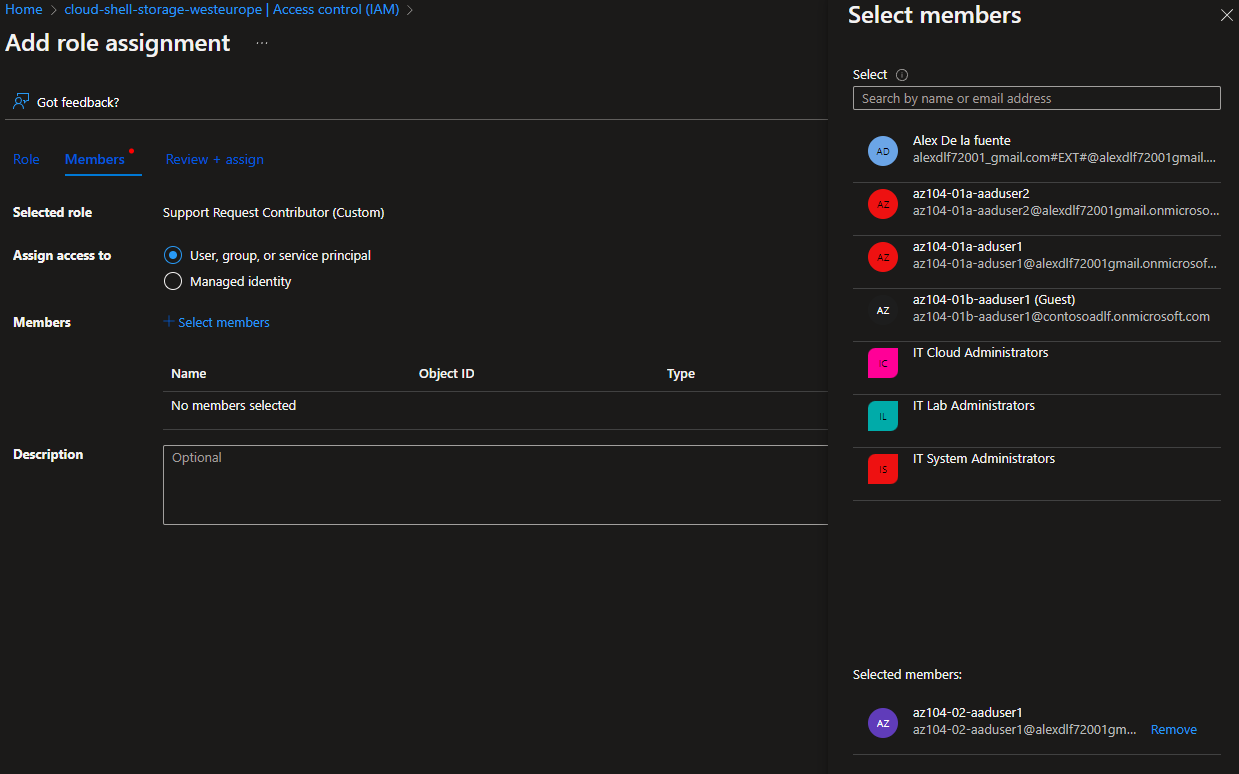 Home > cloud-shell-storage-westeurope | Access control (IAM) >
Add role assignment ...
Got feedback?
Role Members Review + assign
Selected role Support Request Contributor (Custom)
Assign access to User, group, or service principal
Managed identity
Members + Select members
Name Object ID Type
No members selected
Description Optional
Select members
Select
Search by name or email address
AD Alex De la fuente
alexdlf72001_gmail.com#EXT#@alexdlf72001gmail....
AZ az104-01a-aaduser2
az104-01a-aaduser2@alexdlf72001gmail.onmicroso...
AZ az104-01a-aduser1
az104-01a-aduser1@alexdlf72001gmail.onmicrosof...
AZ az104-01b-aaduser1 (Guest)
az104-01b-aaduser1@contosoadlf.onmicrosoft.com
IC IT Cloud Administrators
IL IT Lab Administrators
IS IT System Administrators
Selected members:
AZ az104-02-aaduser1
az104-02-aaduser1@alexdlf72001gm... Remove